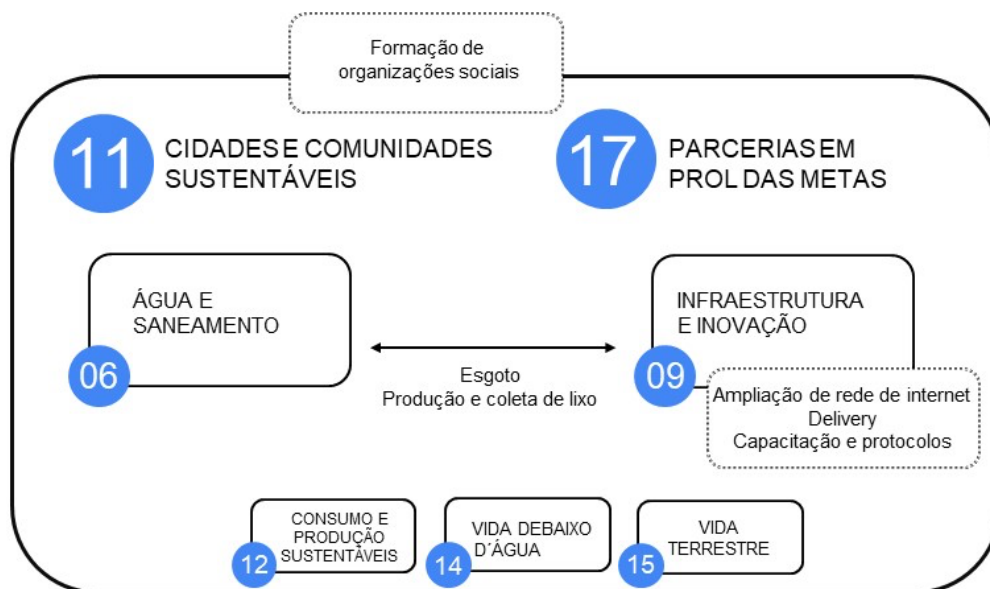 Formação de
organizações sociais
11
CIDADES E COMUNIDADES
SUSTENTÁVEIS
17
PARCERIAS EM
PROL DAS METAS
ÁGUA E
SANEAMENTO
06
INFRAESTRUTURA
E INOVAÇÃO
09
Esgoto
Produção e coleta de lixo
Ampliação de rede de internet
Delivery
Capacitação e protocolos
CONSUMO E
PRODUÇÃO
SUSTENTÁVEIS
12
VIDA DEBAIXO
D´ÁGUA
14
VIDA
TERRESTRE
15